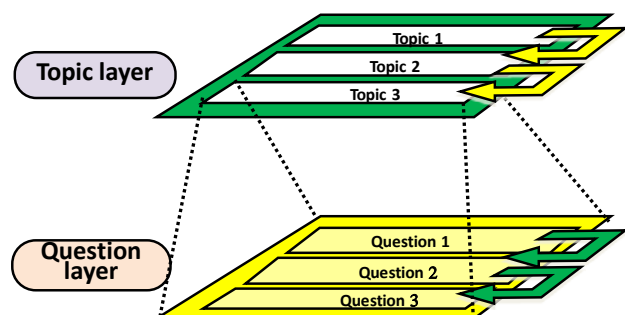 Topic layer
Topic 1
Topic 2
Topic 3
Question
layer
Question 1
Question 2
Question 3